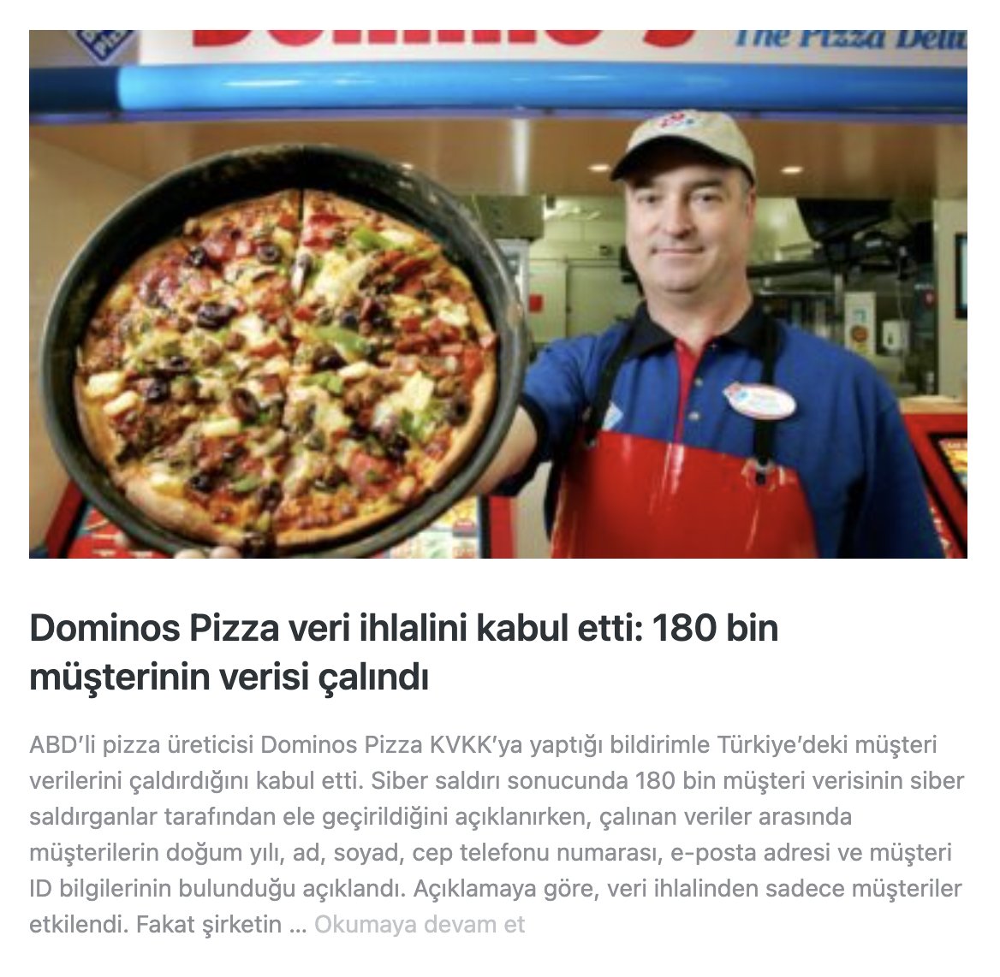 The Pizza
Dominos Pizza veri ihlalini kabul etti: 180 bin
müşterinin verisi çalındı
ABD’li pizza üreticisi Dominos Pizza KVKK’ya yaptığı bildirimle Türkiye’deki müşteri
verilerini çaldırdığını kabul etti. Siber saldırı sonucunda 180 bin müşteri verisinin siber
saldırganlar tarafından ele geçirildiğini açıklanırken, çalınan veriler arasında
müşterilerin doğum yılı, ad, soyad, cep telefonu numarası, e-posta adresi ve müşteri
ID bilgilerinin bulunduğu açıklandı. Açıklamaya göre, veri ihlalinden sadece müşteriler
etkilendi. Fakat şirketin ... Okumaya devam et